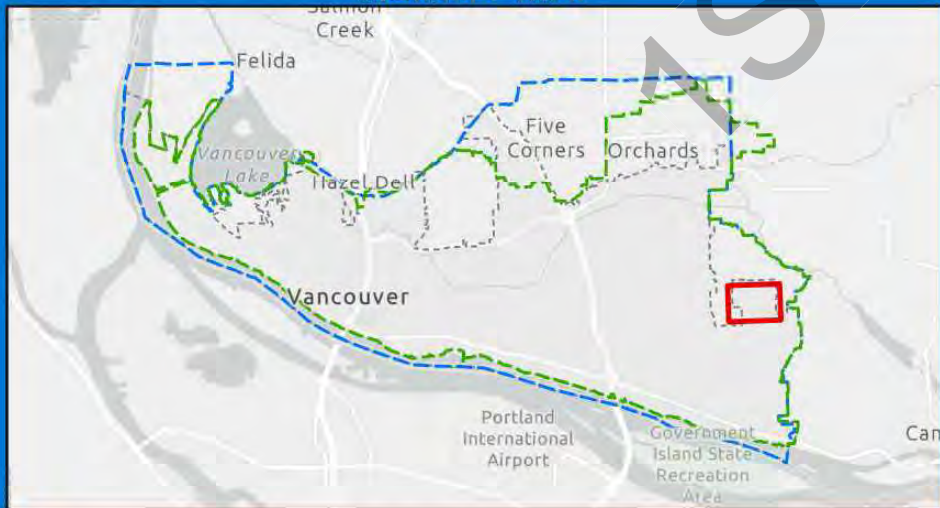 Salmon
Creek
Felida
Five
Corners
Orchards
Vancouver
Lake
Hazel Dell
Vancouver
Portland
International
Airport
Government
Island State
Recreation
Area